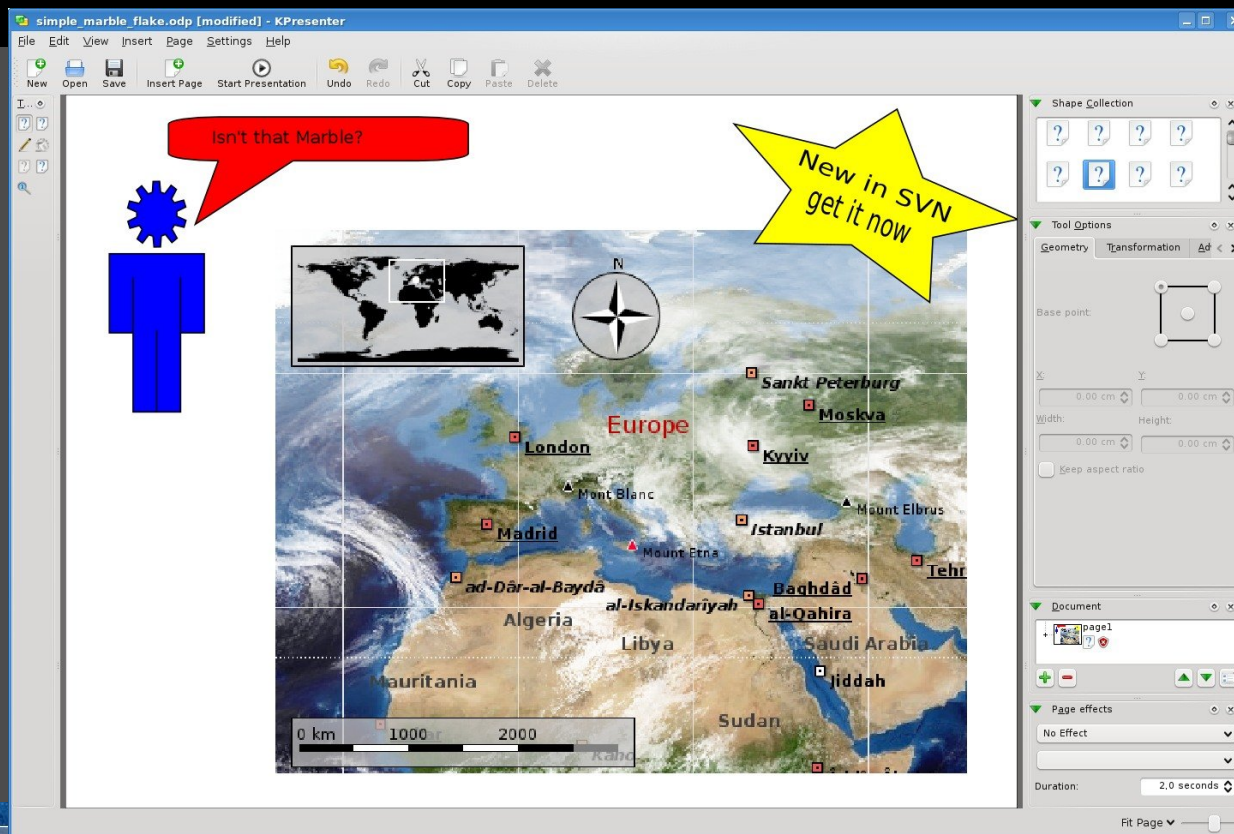 simple_marble_flake.odp [modified] - KPresenter
File Edit View Insert Page Settings Help
New Open Save Insert Page Start Presentation Undo Redo Cut Copy Paste Delete
T...
Shape Collection
Isn't that Marble?
New in SVN
get it now
Tool Options
Geometry Transformation Ad
Base point:
X: Y:
0.00 cm 0.00 cm
Width: Height:
0.00 cm 0.00 cm
Keep aspect ratio
N
Sankt Peterburg
Moskva
Europe
London
Kyyiv
Mont Blanc
Mount Elbrus
Madrid
Istanbul
Mount Etna
Tehr
ad-Dâr-al-Baydâ
Baghdâd
al-Iskandarîyah
al-Qahira
Algeria
Libya
Saudi Arabia
Mauritania
Jiddah
Sudan
0 km 1000 2000
Kano
Document
page1
Page effects
No Effect
Duration: 2,0 seconds
Fit Page